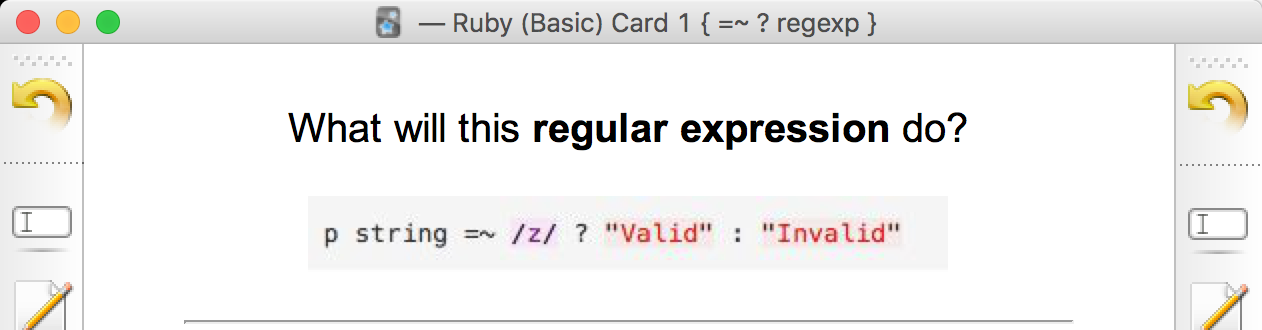 — Ruby (Basic) Card 1 { =~ ? regexp }
What will this regular expression do?
p string =~ /z/ ? "Valid" : "Invalid"